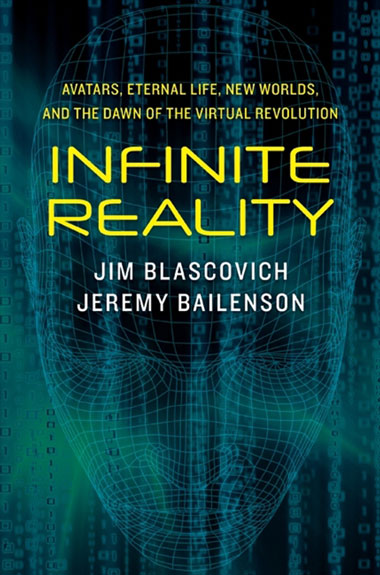 AVATARS, ETERNAL LIFE, NEW WORLDS,
AND THE DAWN OF THE VIRTUAL REVOLUTION
INFINITE
REALITY
JIM BLASCOVICH
JEREMY BAILENSON